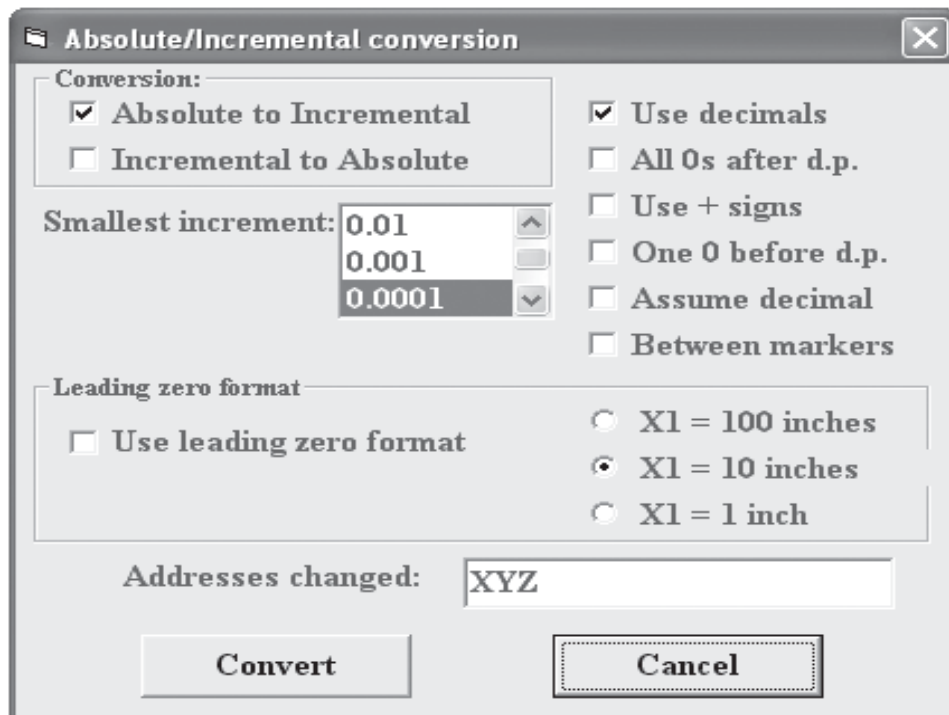 Absolute/Incremental conversion
Conversion:
Absolute to Incremental
Incremental to Absolute
Use decimals
All 0s after d.p.
Use + signs
One 0 before d.p.
Assume decimal
Between markers
Smallest increment:
0.01
0.001
0.0001
Leading zero format
Use leading zero format
X1 = 100 inches
X1 = 10 inches
X1 = 1 inch
Addresses changed: XYZ
Convert
Cancel